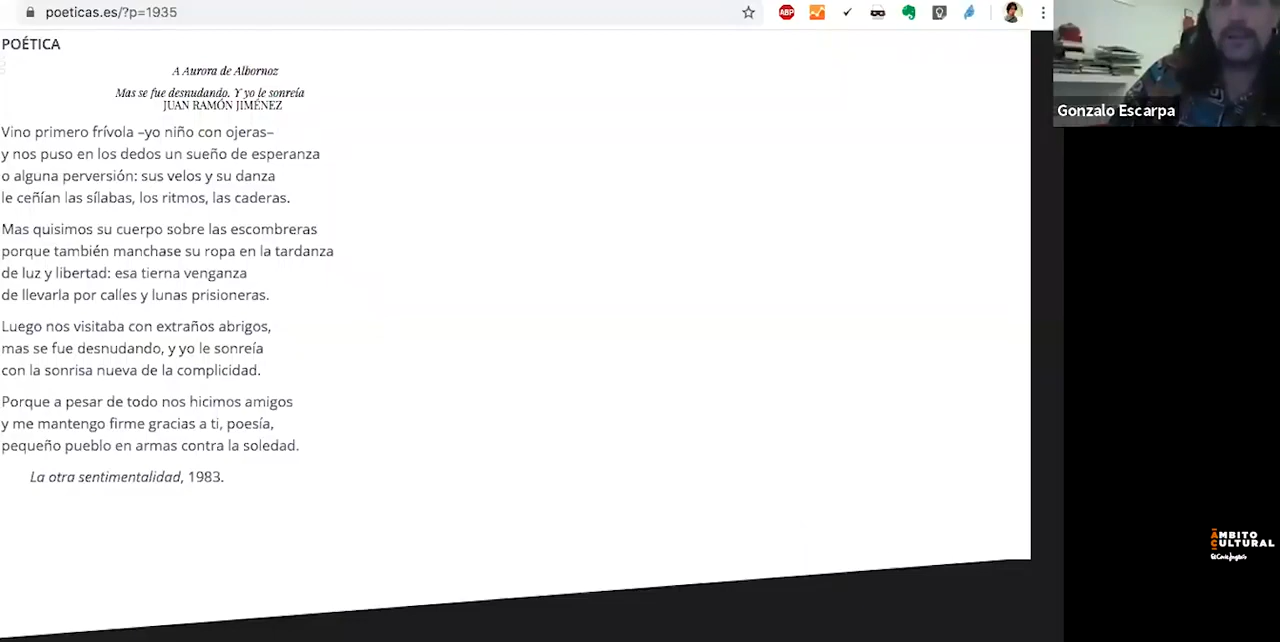 poeticas.es/?p=1935
ABP
POÉTICA
A Aurora de Albornoz
Mas se fue desnudando. Y yo le sonreía
JUAN RAMÓN JIMÉNEZ
Vino primero frívola –yo niño con ojeras–
y nos puso en los dedos un sueño de esperanza
o alguna perversión: sus velos y su danza
le ceñían las sílabas, los ritmos, las caderas.
Mas quisimos su cuerpo sobre las escombreras
porque también manchase su ropa en la tardanza
de luz y libertad: esa tierna venganza
de llevarla por calles y lunas prisioneras.
Luego nos visitaba con extraños abrigos,
mas se fue desnudando, y yo le sonreía
con la sonrisa nueva de la complicidad.
Porque a pesar de todo nos hicimos amigos
y me mantengo firme gracias a ti, poesía,
pequeño pueblo en armas contra la soledad.
La otra sentimentalidad, 1983.
Gonzalo Escarpa
ÁMBITO
CULTURAL
El Corte Inglés